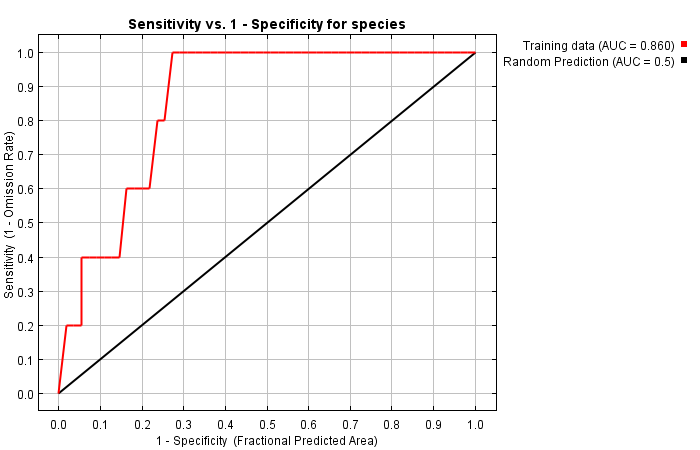 Sensitivity vs. 1 - Specificity for species
Training data (AUC = 0.860)
Random Prediction (AUC = 0.5)
Sensitivity (1 - Omission Rate)
1.0
0.9
0.8
0.7
0.6
0.5
0.4
0.3
0.2
0.1
0.0
0.0 0.1 0.2 0.3 0.4 0.5 0.6 0.7 0.8 0.9 1.0
1 - Specificity (Fractional Predicted Area)